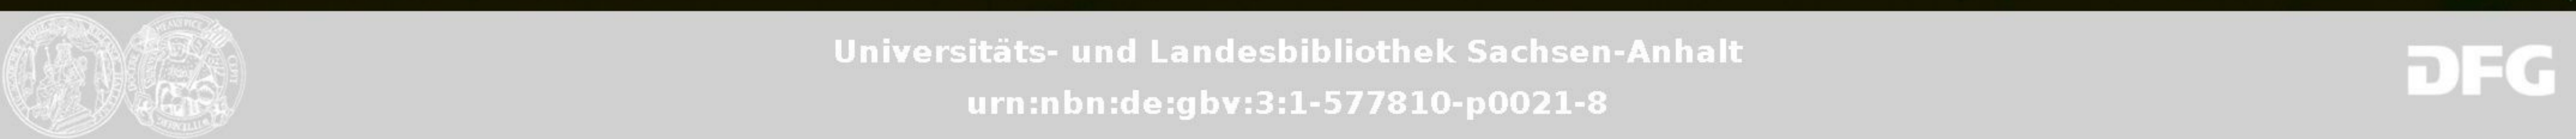 Universitäts- und Landesbibliothek Sachsen-Anhalt
urn:nbn:de:gbv:3:1-577810-p0021-8
DFG